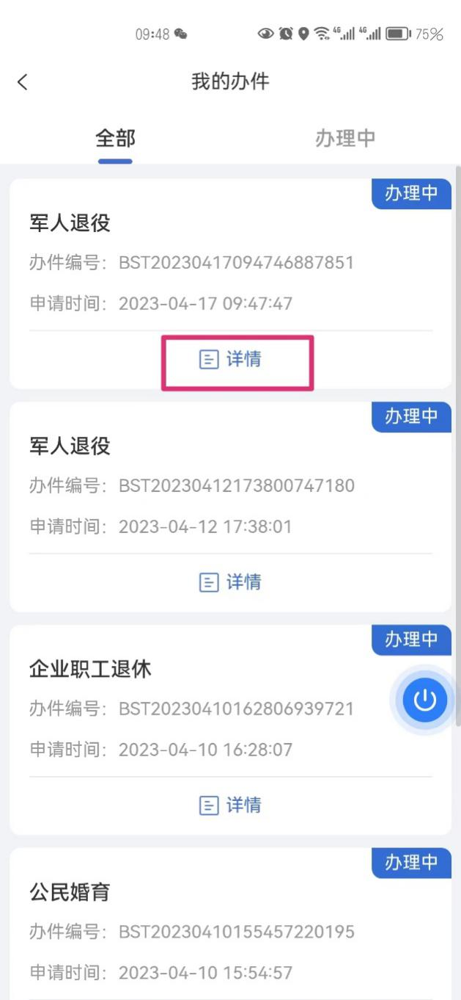 09:48
4G 4G 75%
我的办件
全部 办理中
办理中
军人退役
办件编号： BST20230417094746887851
申请时间： 2023-04-17 09:47:47
详情
办理中
军人退役
办件编号： BST20230412173800747180
申请时间： 2023-04-12 17:38:01
详情
办理中
企业职工退休
办件编号： BST20230410162806939721
申请时间： 2023-04-10 16:28:07
详情
办理中
公民婚育
办件编号： BST20230410155457220195
申请时间： 2023-04-10 15:54:57